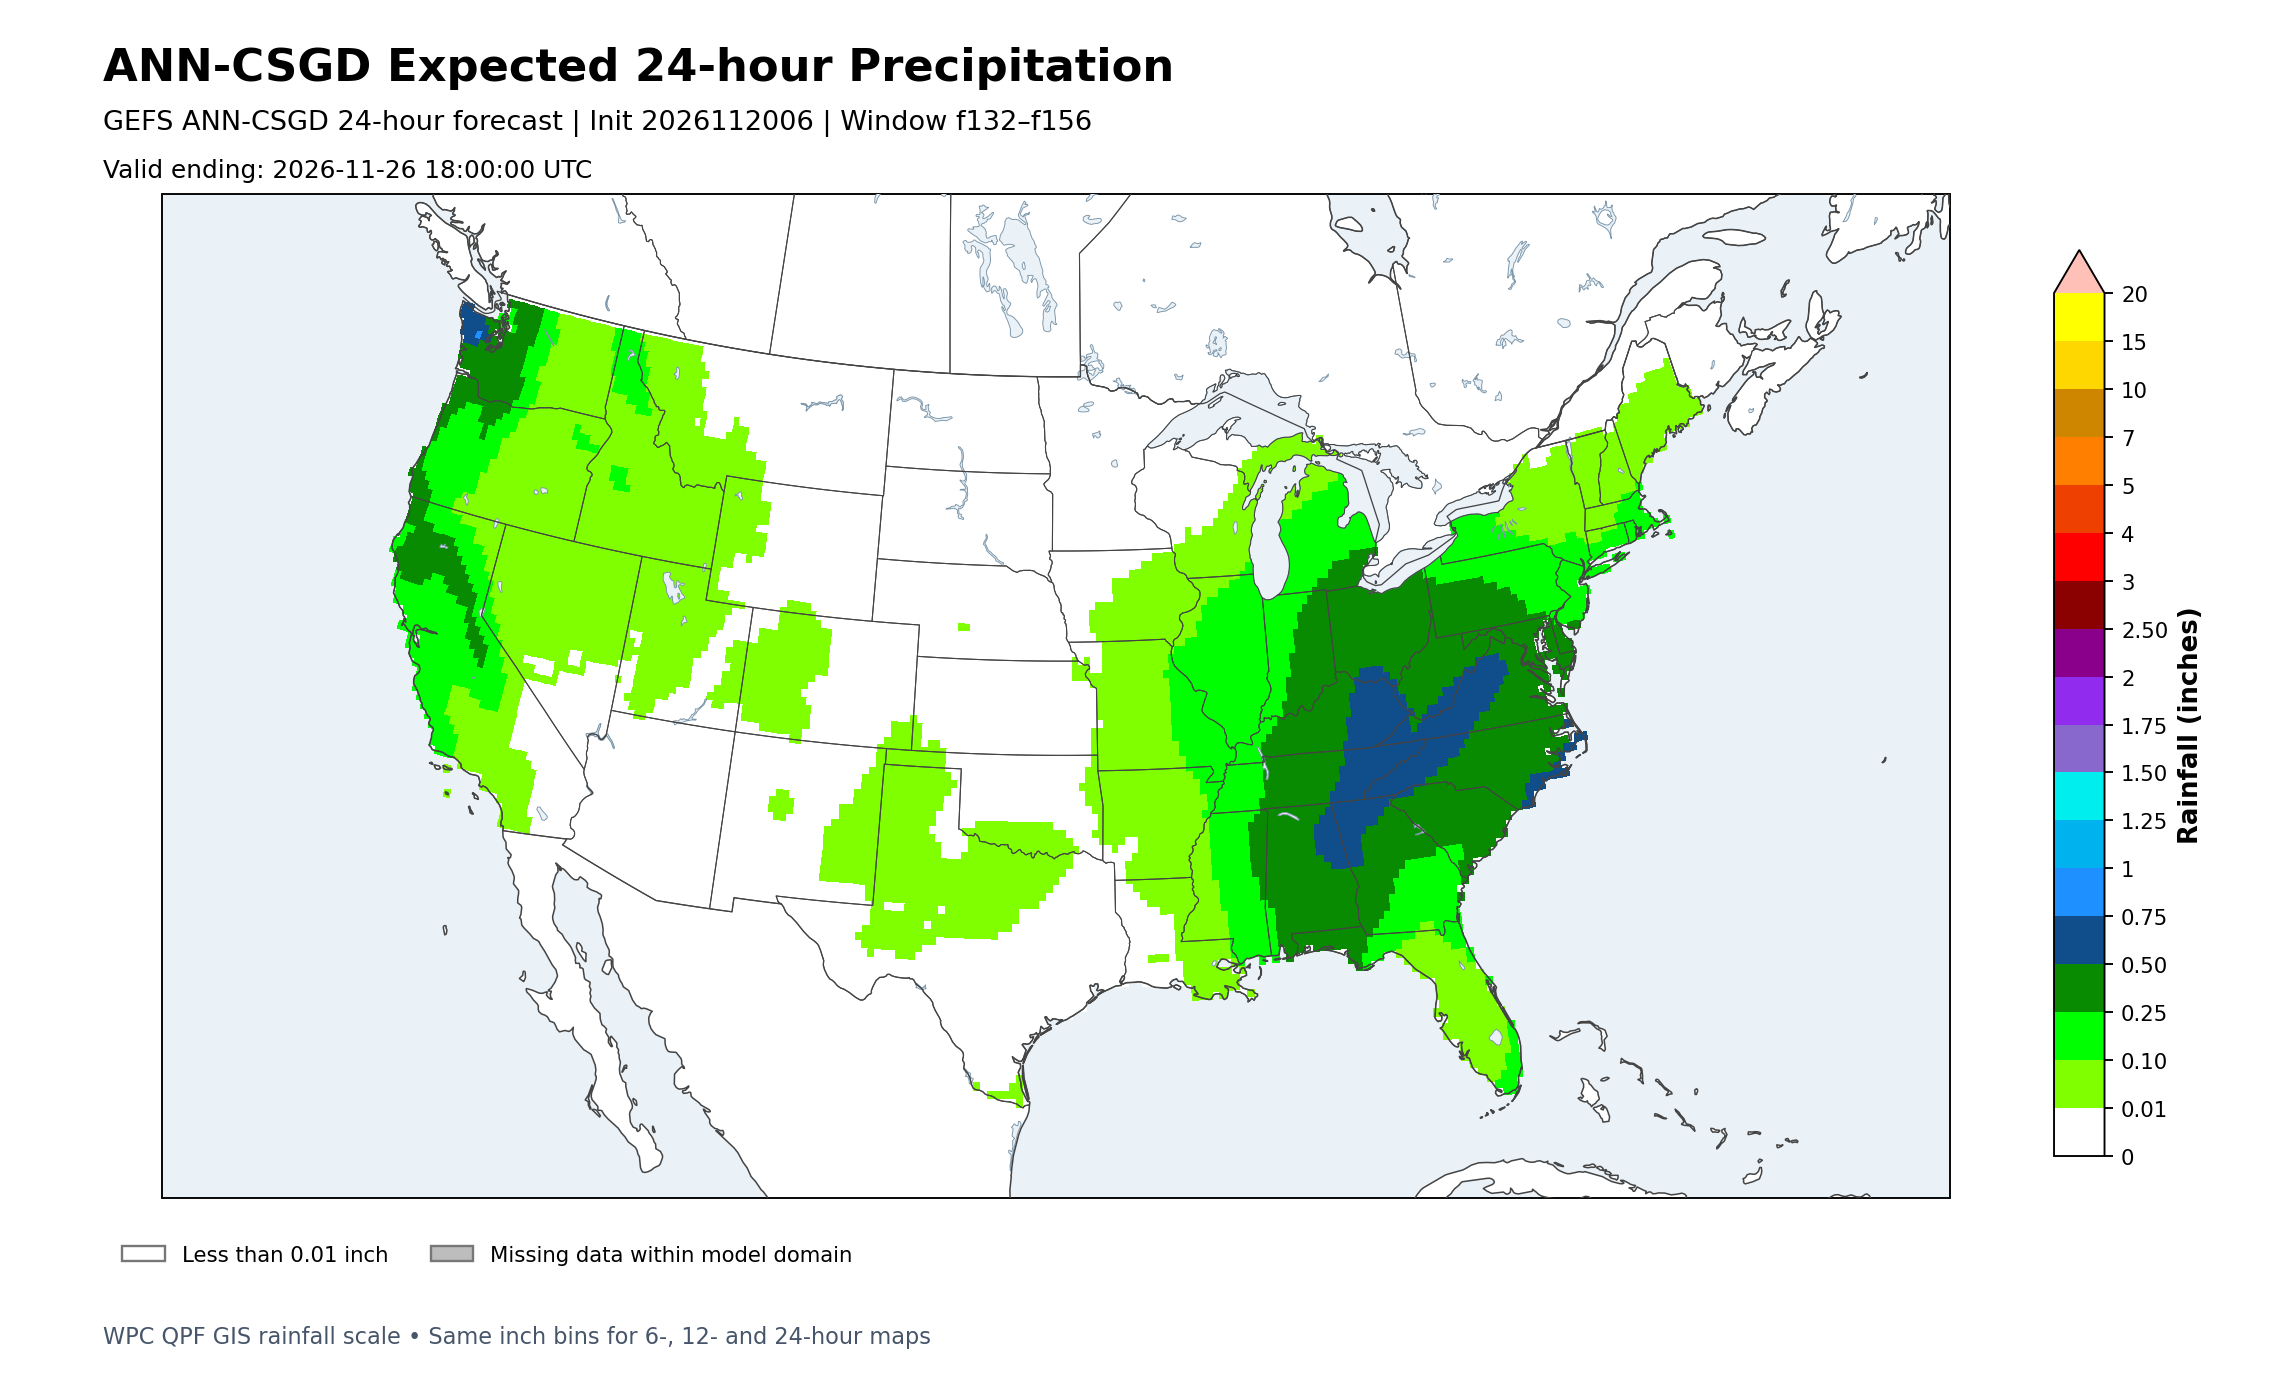 ANN-CSGD Expected 24-hour Precipitation
GEFS ANN-CSGD 24-hour forecast | Init 2026112006 | Window f132–f156
Valid ending: 2026-11-26 18:00:00 UTC
20
15
10
7
5
4
3
2.50
2
1.75
1.50
1.25
1
0.75
0.50
0.25
0.10
0.01
0
Rainfall (inches)
Less than 0.01 inch
Missing data within model domain
WPC QPF GIS rainfall scale • Same inch bins for 6-, 12- and 24-hour maps